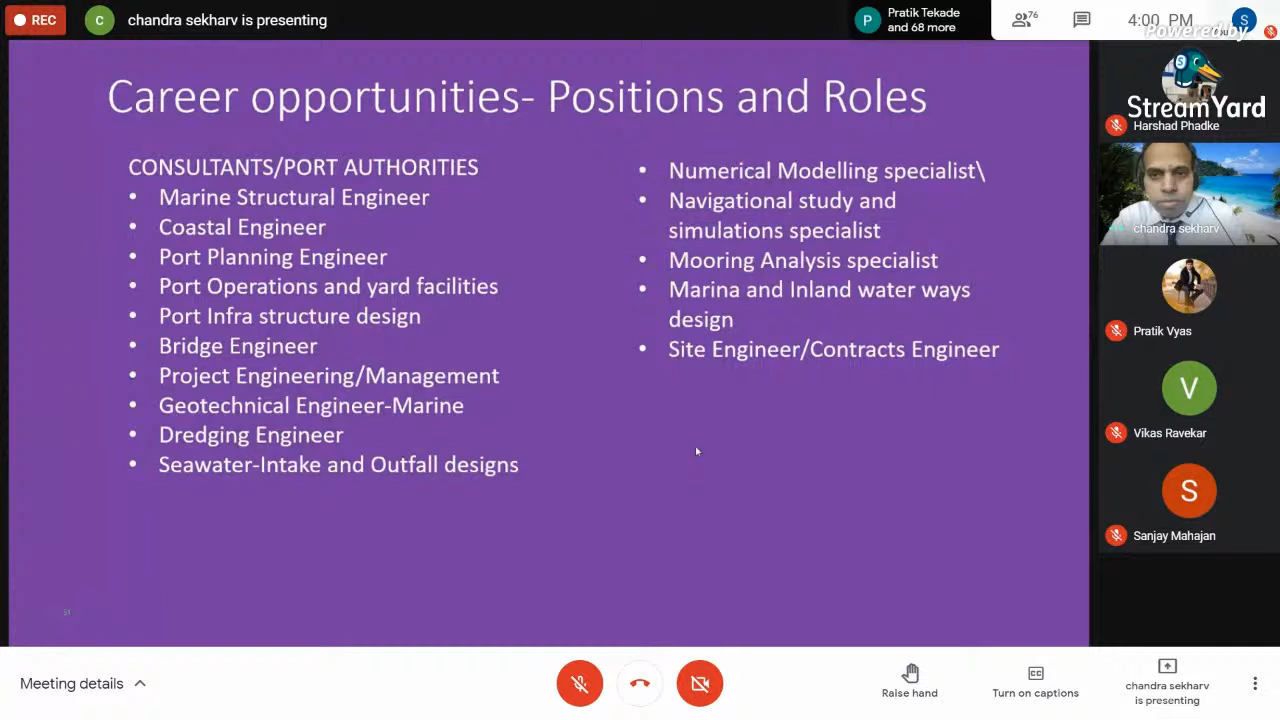 REC
C
chandra sekharv is presenting
P
Pratik Tekade
and 68 more
76
4:00 PM
S
You
Powered by
StreamYard
Career opportunities- Positions and Roles
CONSULTANTS/PORT AUTHORITIES
• Marine Structural Engineer
• Coastal Engineer
• Port Planning Engineer
• Port Operations and yard facilities
• Port Infra structure design
• Bridge Engineer
• Project Engineering/Management
• Geotechnical Engineer-Marine
• Dredging Engineer
• Seawater-Intake and Outfall designs
• Numerical Modelling specialist\
• Navigational study and
simulations specialist
• Mooring Analysis specialist
• Marina and Inland water ways
design
• Site Engineer/Contracts Engineer
Harshad Phadke
chandra sekharv
Pratik Vyas
V
Vikas Ravekar
S
Sanjay Mahajan
Meeting details
Raise hand
CC
Turn on captions
chandra sekharv
is presenting